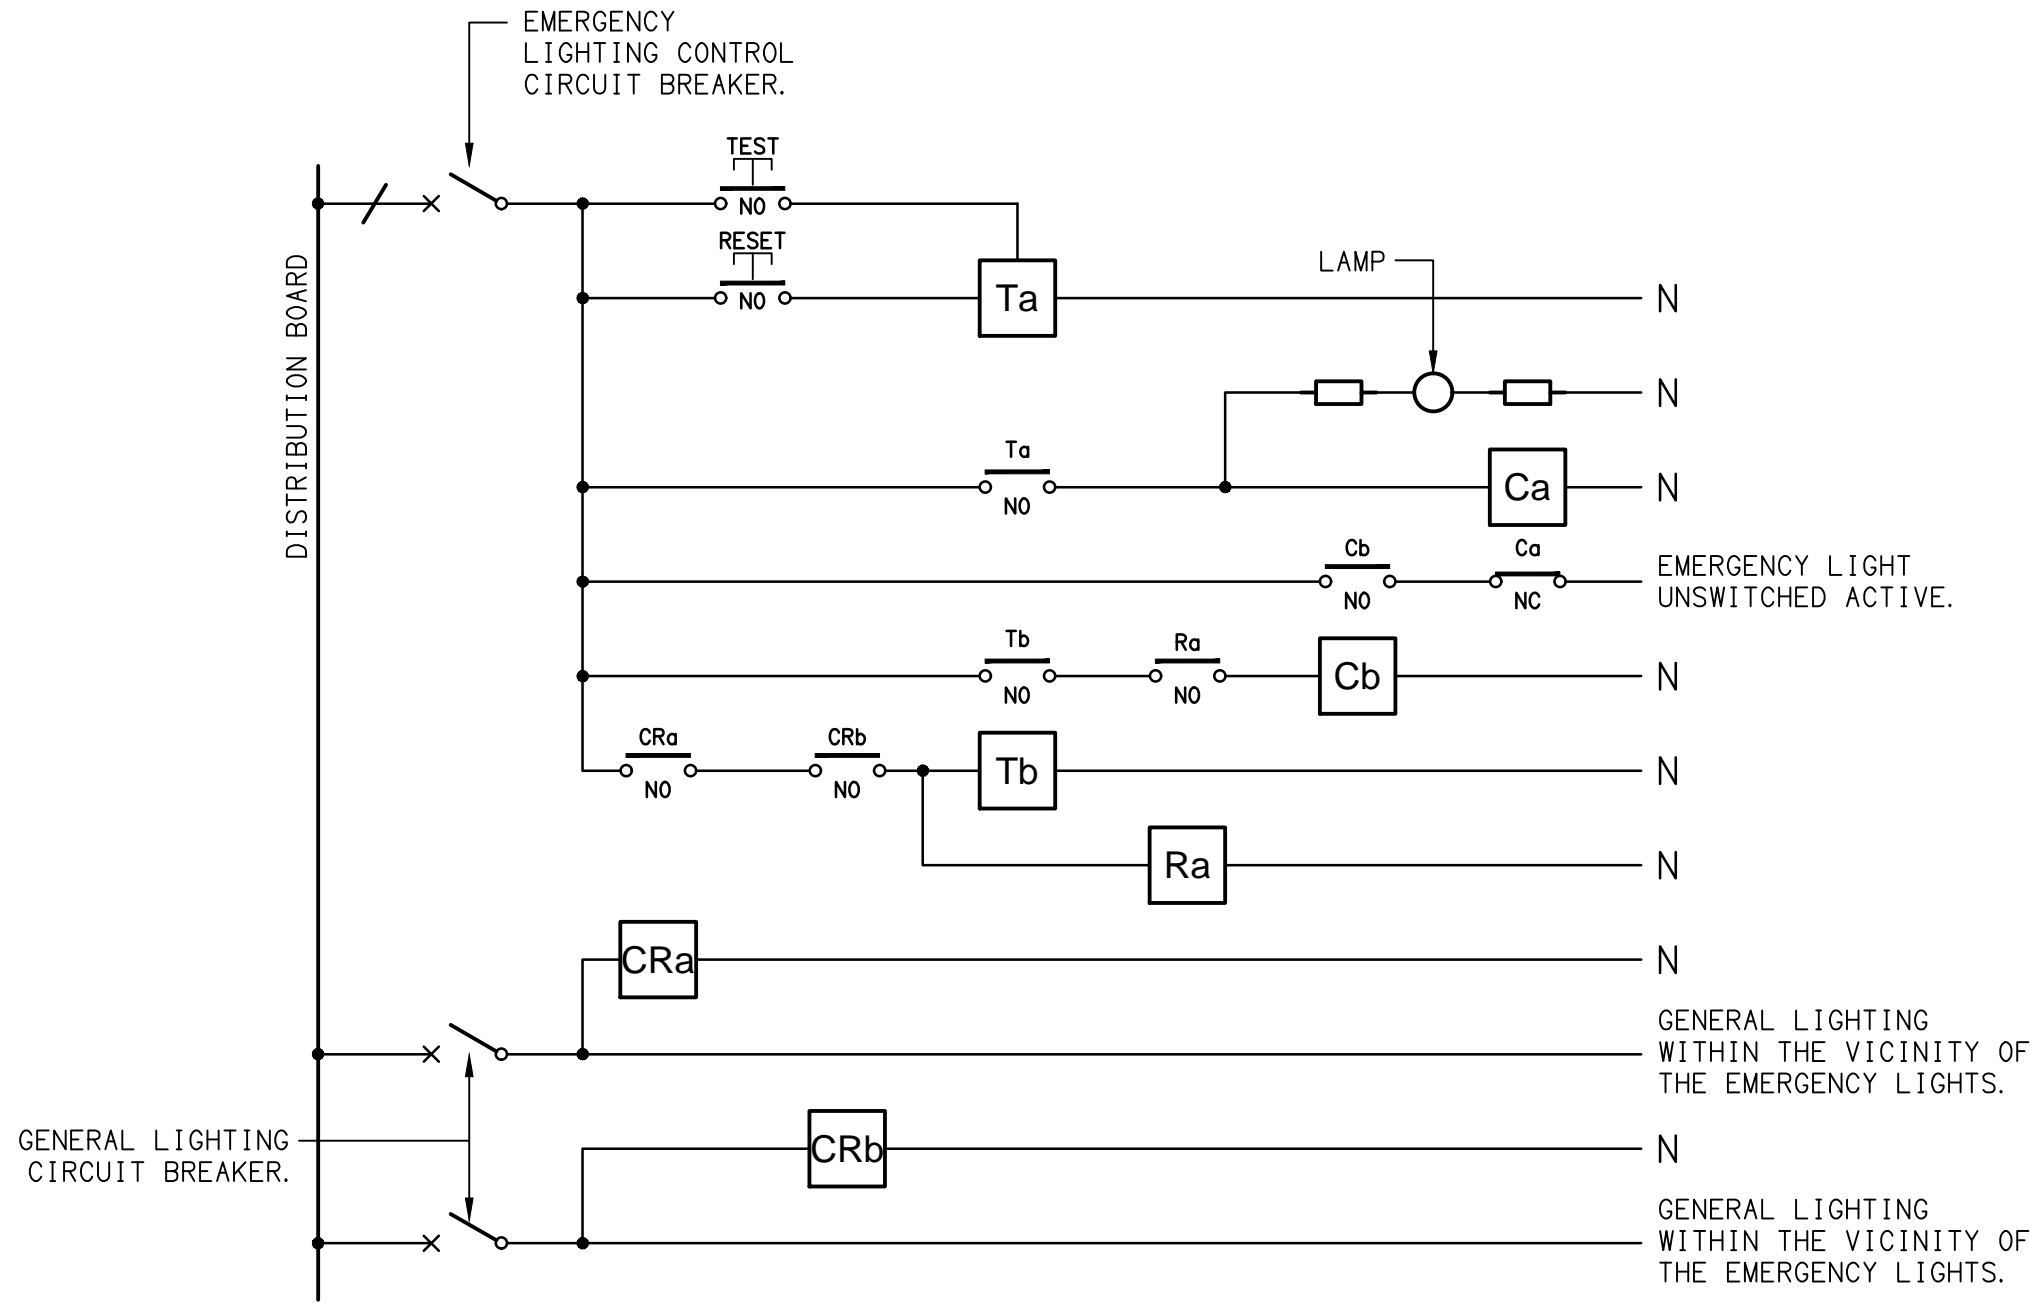 EMERGENCY
LIGHTING CONTROL
CIRCUIT BREAKER.
TEST
NO
RESET
NO
DISTRIBUTION BOARD
Ta
N
LAMP
N
Ta
NO
Ca
N
Cb
NO
Ca
NC
EMERGENCY LIGHT
UNSWITCHED ACTIVE.
Tb
NO
Ra
NO
Cb
N
CRa
NO
CRb
NO
Tb
N
Ra
N
CRa
N
GENERAL LIGHTING
WITHIN THE VICINITY OF
THE EMERGENCY LIGHTS.
GENERAL LIGHTING
CIRCUIT BREAKER.
CRb
N
GENERAL LIGHTING
WITHIN THE VICINITY OF
THE EMERGENCY LIGHTS.